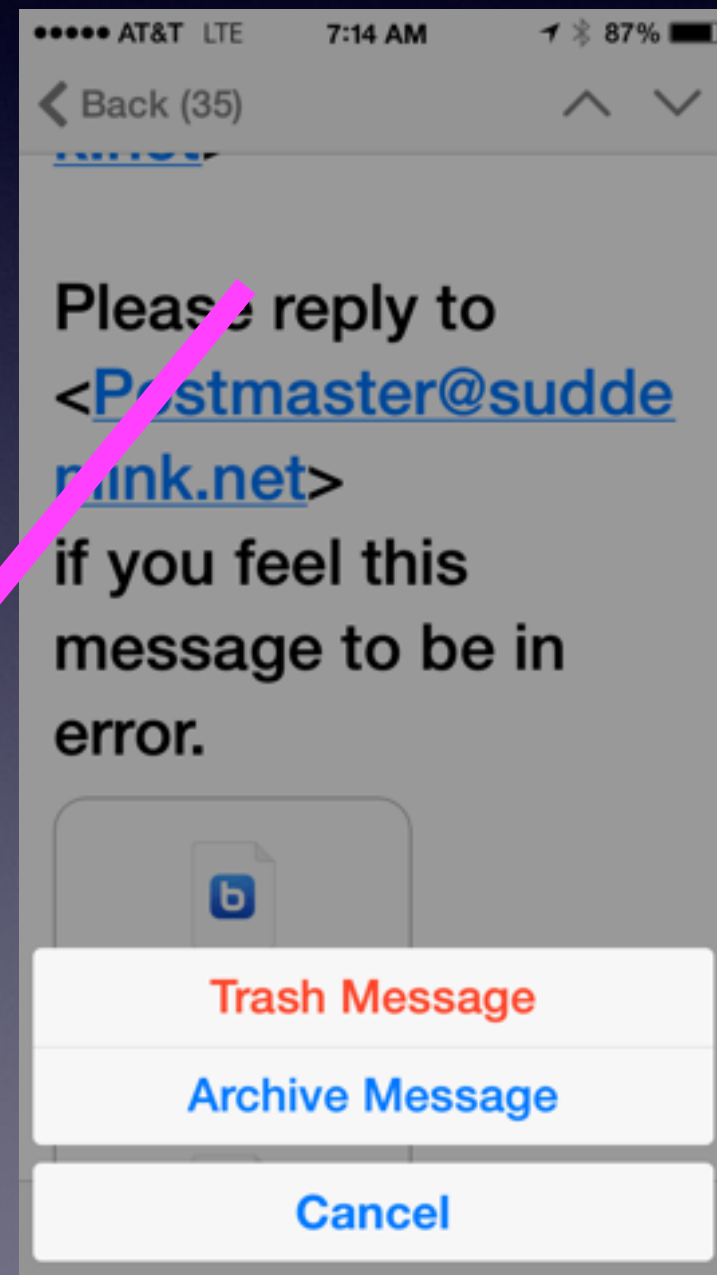 AT&T LTE 7:14 AM 87%
Back (35)
Please reply to
<Postmaster@sudde
nlink.net>
if you feel this
message to be in
error.
b
Trash Message
Archive Message
Cancel